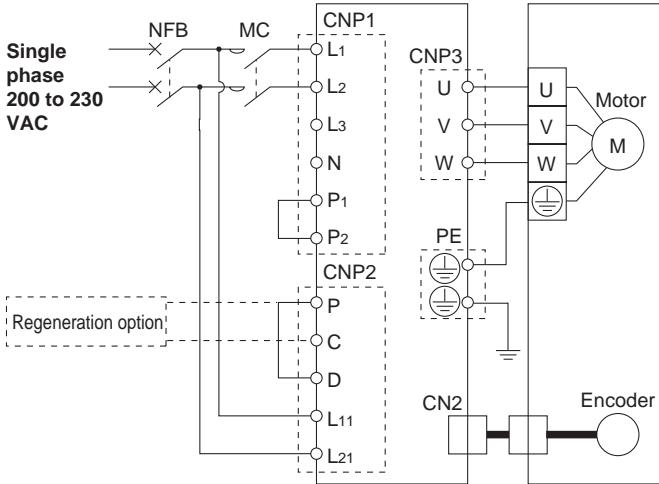 NFB
MC
CNP1
Single
phase
200 to 230
VAC
L1
L2
L3
N
P1
P2
CNP3
U
V
W
U
V
W
Motor
M
PE
CNP2
Regeneration option
P
C
D
L11
L21
CN2
Encoder